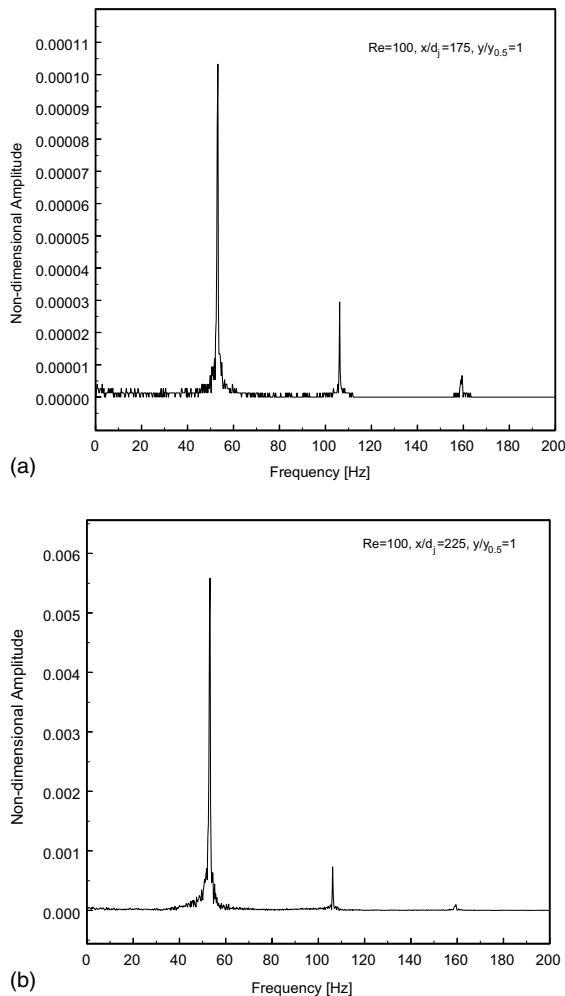 Re=100, x/dj=175, y/y0.5=1
Non-dimensional Amplitude
0.00011
0.00010
0.00009
0.00008
0.00007
0.00006
0.00005
0.00004
0.00003
0.00002
0.00001
0.00000
0 20 40 60 80 100 120 140 160 180 200
Frequency [Hz]
(a)
Re=100, x/dj=225, y/y0.5=1
Non-dimensional Amplitude
0.006
0.005
0.004
0.003
0.002
0.001
0.000
0 20 40 60 80 100 120 140 160 180 200
Frequency [Hz]
(b)